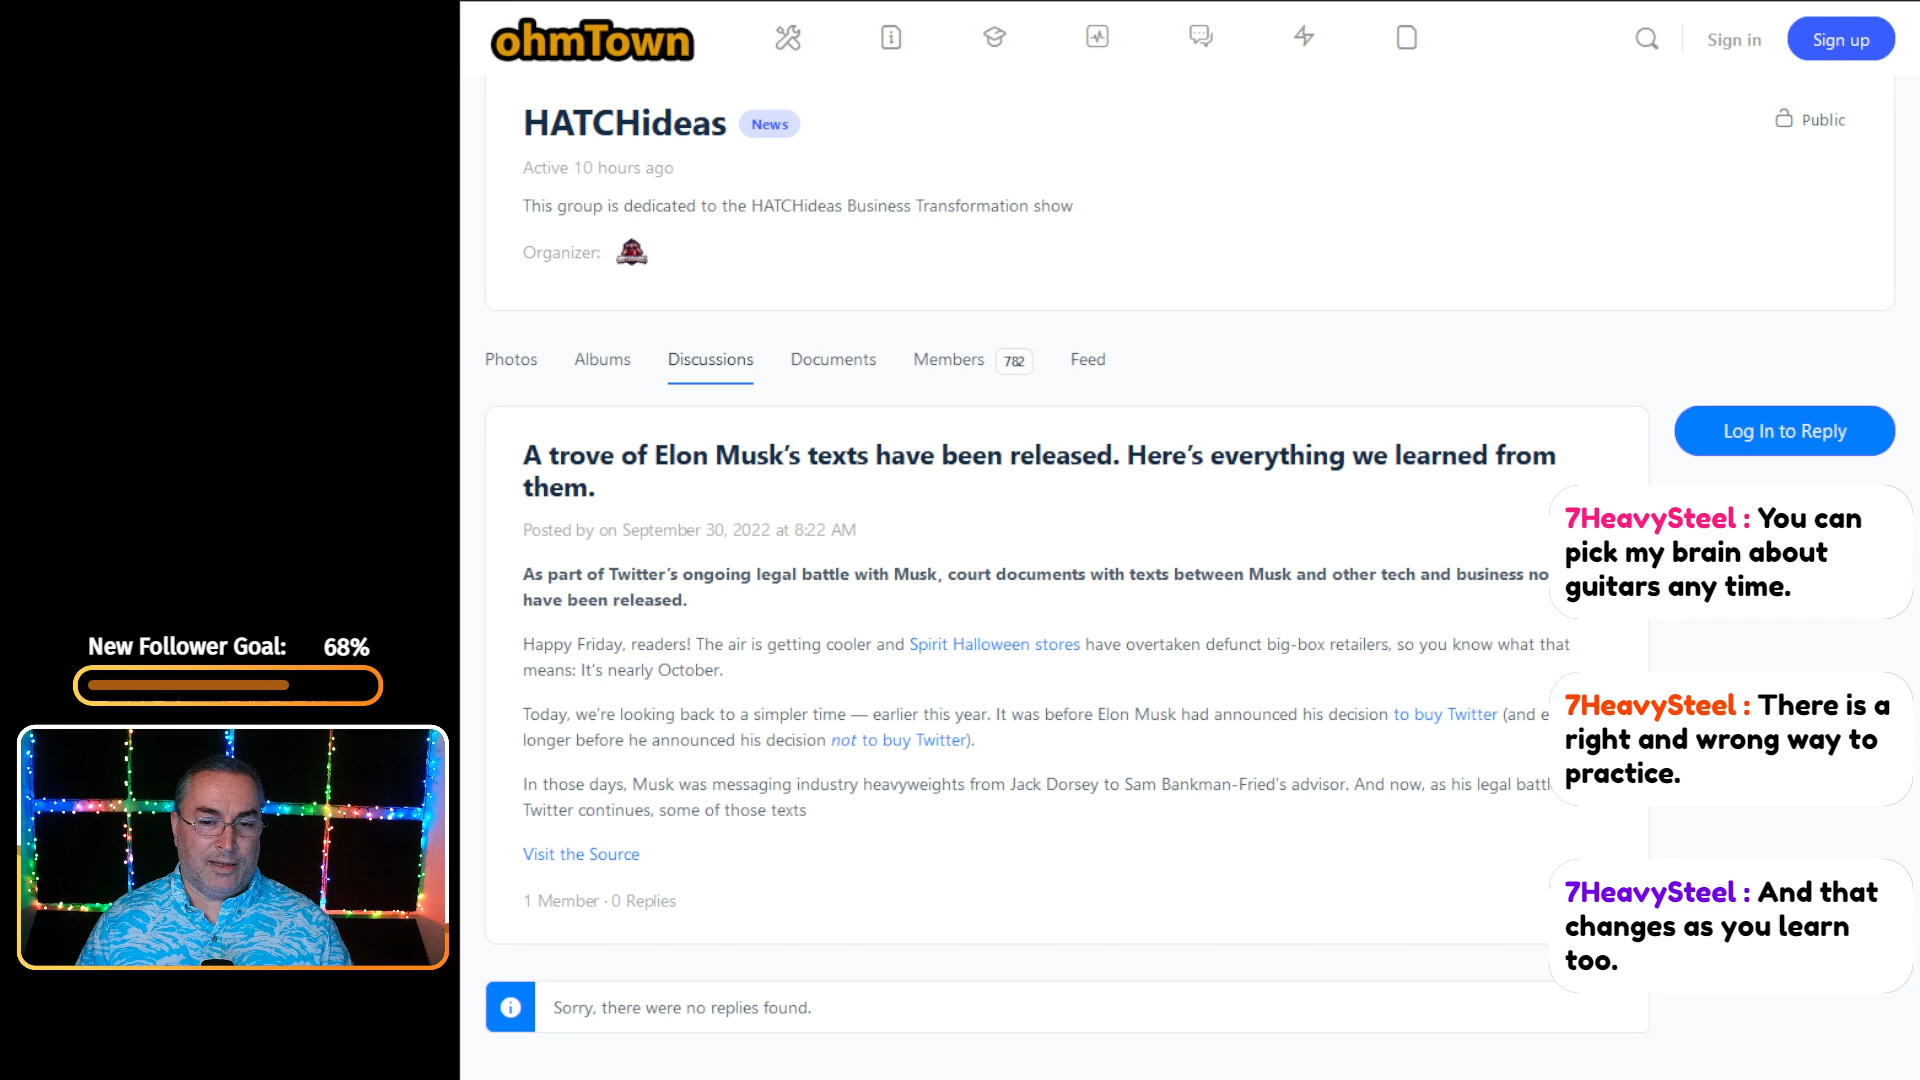 ohmTown
Sign in
Sign up
HATCHideas
News
Public
Active 10 hours ago
This group is dedicated to the HATCHideas Business Transformation show
Organizer:
Photos
Albums
Discussions
Documents
Members
782
Feed
A trove of Elon Musk’s texts have been released. Here’s everything we learned from
them.
Log In to Reply
Posted by on September 30, 2022 at 8:22 AM
As part of Twitter’s ongoing legal battle with Musk, court documents with texts between Musk and other tech and business no
have been released.
Happy Friday, readers! The air is getting cooler and Spirit Halloween stores have overtaken defunct big-box retailers, so you know what that
means: It’s nearly October.
Today, we’re looking back to a simpler time — earlier this year. It was before Elon Musk had announced his decision to buy Twitter (and e
longer before he announced his decision not to buy Twitter).
In those days, Musk was messaging industry heavyweights from Jack Dorsey to Sam Bankman-Fried’s advisor. And now, as his legal battl
Twitter continues, some of those texts
Visit the Source
1 Member · 0 Replies
Sorry, there were no replies found.
7HeavySteel : You can
pick my brain about
guitars any time.
7HeavySteel : There is a
right and wrong way to
practice.
7HeavySteel : And that
changes as you learn
too.
New Follower Goal: 68%